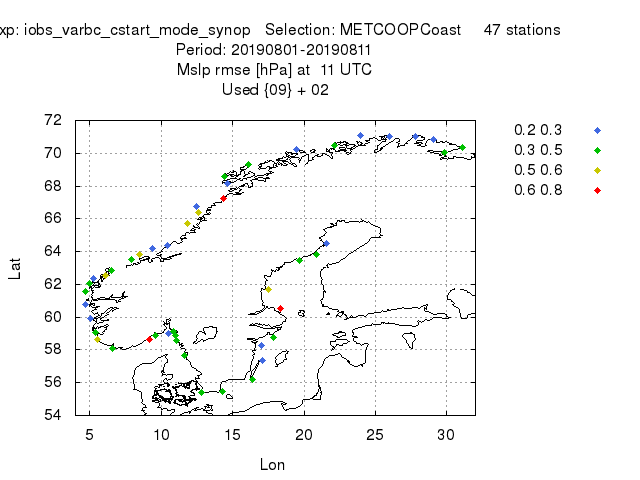 xp: iobs_varbc_cstart_mode_synop Selection: METCOOPCoast 47 stations
Period: 20190801-20190811
Mslp rmse [hPa] at 11 UTC
Used {09} + 02
0.2 0.3
0.3 0.5
0.5 0.6
0.6 0.8
72
70
68
66
64
62
60
58
56
54
Lat
5 10 15 20 25 30
Lon